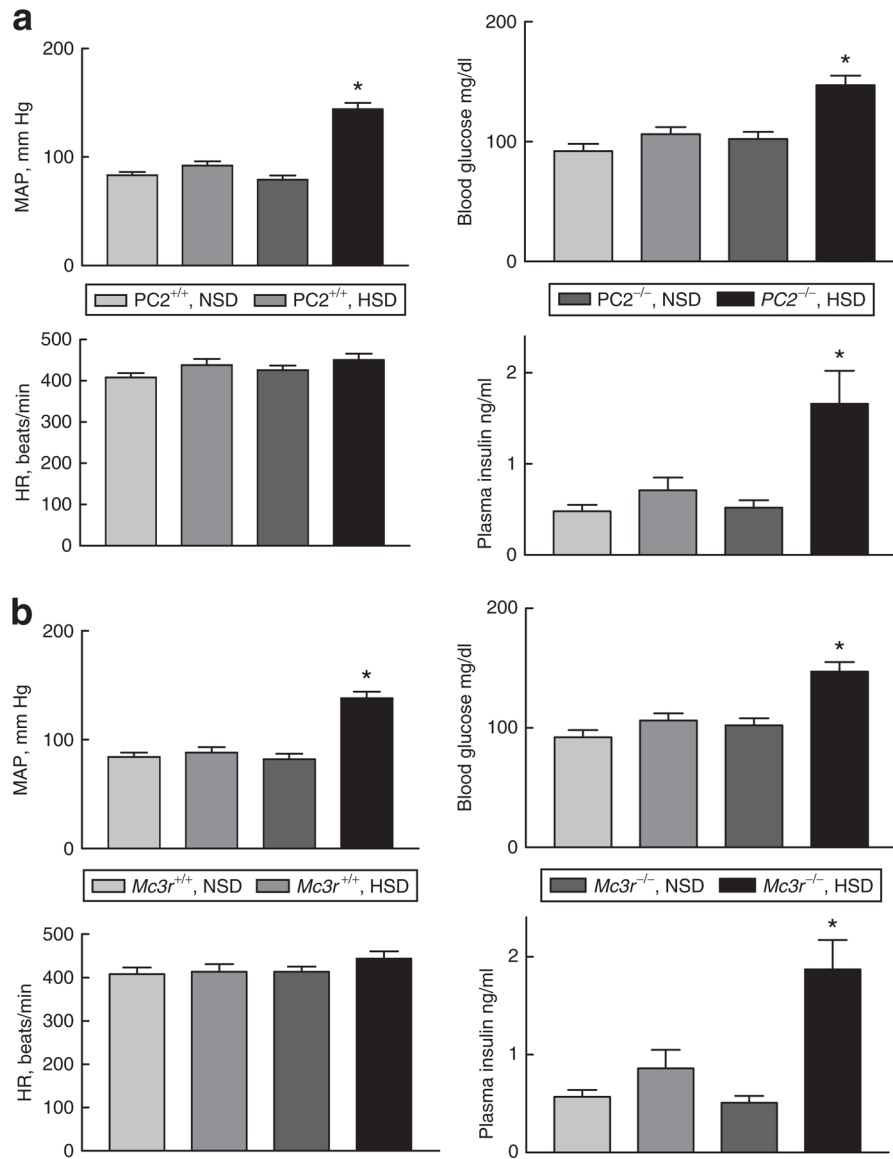 a
200
100
0
MAP, mm Hg
*
200
100
0
Blood glucose mg/dl
*
PC2+/+, NSD PC2+/+, HSD
PC2−/−, NSD PC2−/−, HSD
500
400
300
200
100
0
HR, beats/min
2
1
0
Plasma insulin ng/ml
*
b
200
100
0
MAP, mm Hg
*
200
100
0
Blood glucose mg/dl
*
Mc3r+/+, NSD Mc3r+/+, HSD
Mc3r−/−, NSD Mc3r−/−, HSD
500
400
300
200
100
0
HR, beats/min
2
1
0
Plasma insulin ng/ml
*